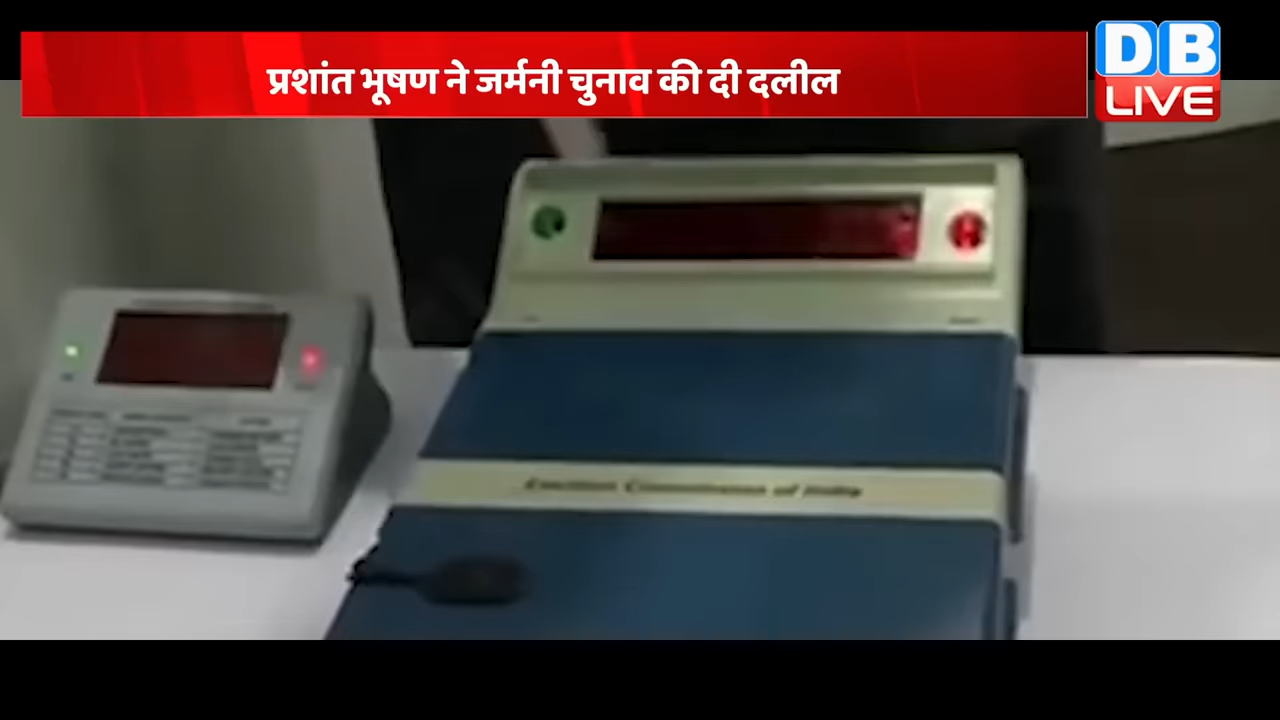 प्रशांत भूषण ने जर्मनी चुनाव की दी दलील
DB
LIVE
Election Commission of India